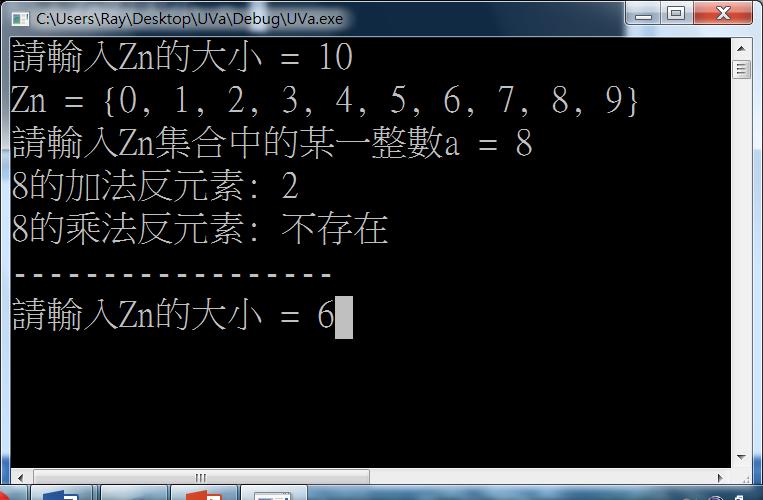 C:\Users\Ray\Desktop\UVa\Debug\UVa.exe
請輸入Zn的大小 = 10
Zn = {0, 1, 2, 3, 4, 5, 6, 7, 8, 9}
請輸入Zn集合中的某一整數a = 8
8的加法反元素: 2
8的乘法反元素: 不存在
------------------
請輸入Zn的大小 = 6